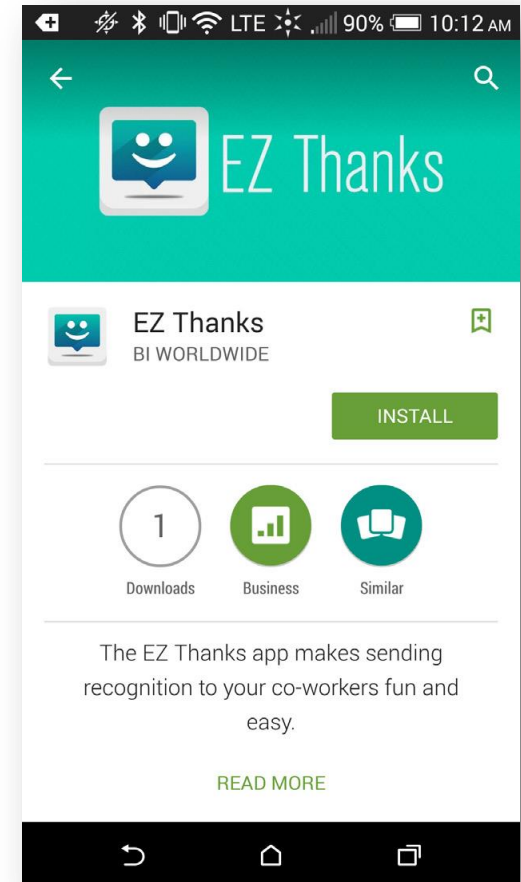 LTE 90% 10:12 AM
EZ Thanks
EZ Thanks
BI WORLDWIDE
INSTALL
1
Downloads Business Similar
The EZ Thanks app makes sending
recognition to your co-workers fun and
easy.
READ MORE